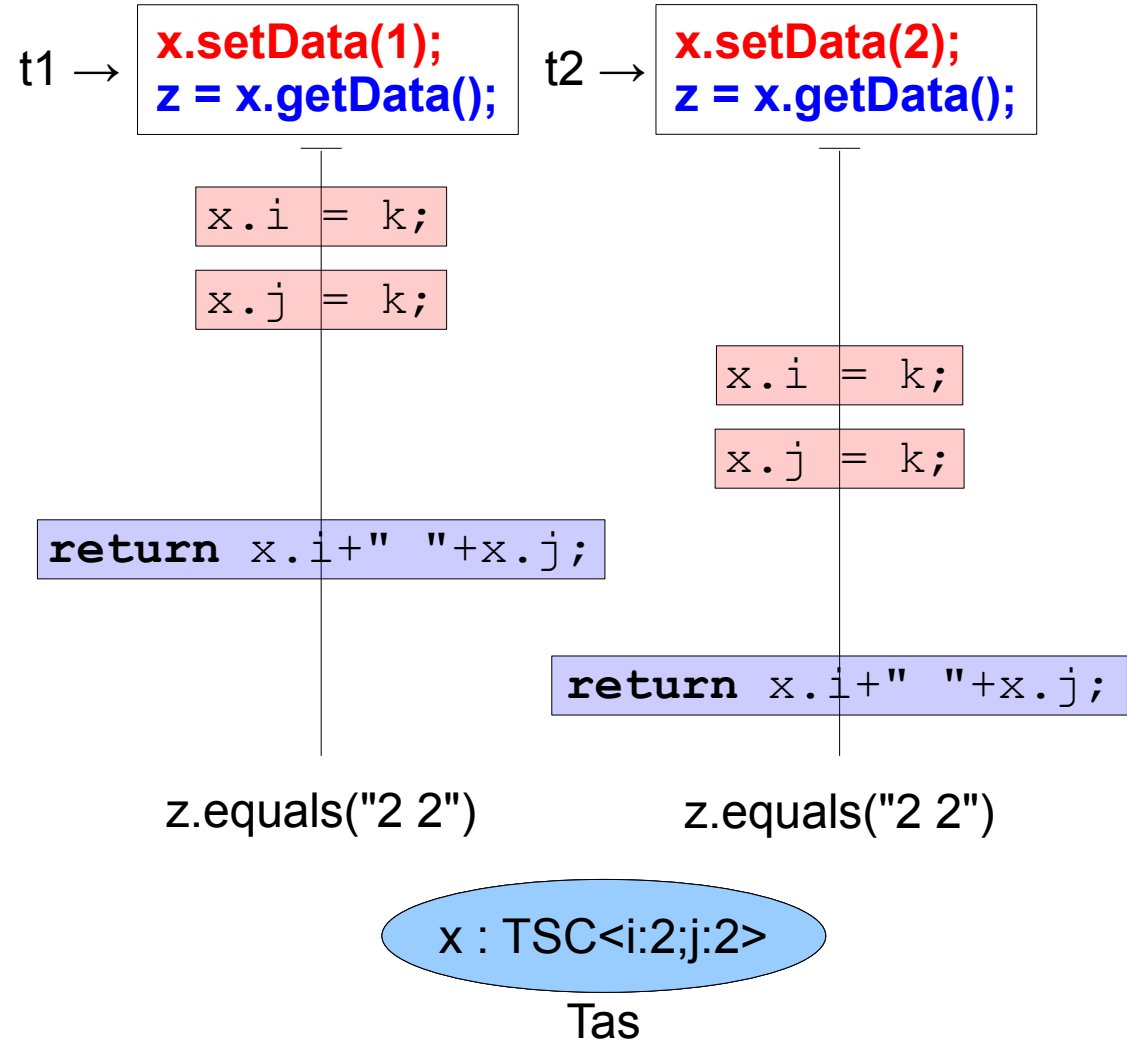 t1 → x.setData(1);
z = x.getData();
t2 → x.setData(2);
z = x.getData();
x.i = k;
x.j = k;
x.i = k;
x.j = k;
return x.i+" "+x.j;
return x.i+" "+x.j;
z.equals("2 2")
z.equals("2 2")
x : TSC<i:2;j:2>
Tas